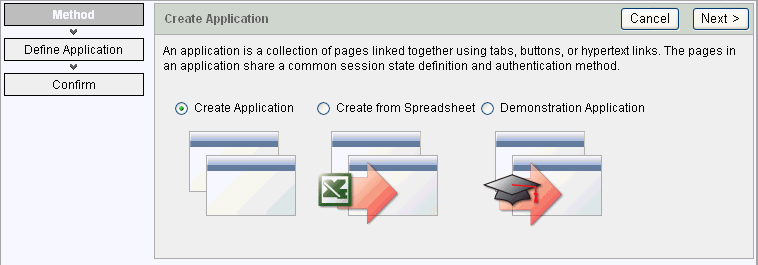 Method
Define Application
Confirm
Create Application
Cancel
Next >
An application is a collection of pages linked together using tabs, buttons, or hypertext links. The pages in
an application share a common session state definition and authentication method.
Create Application
Create from Spreadsheet
Demonstration Application